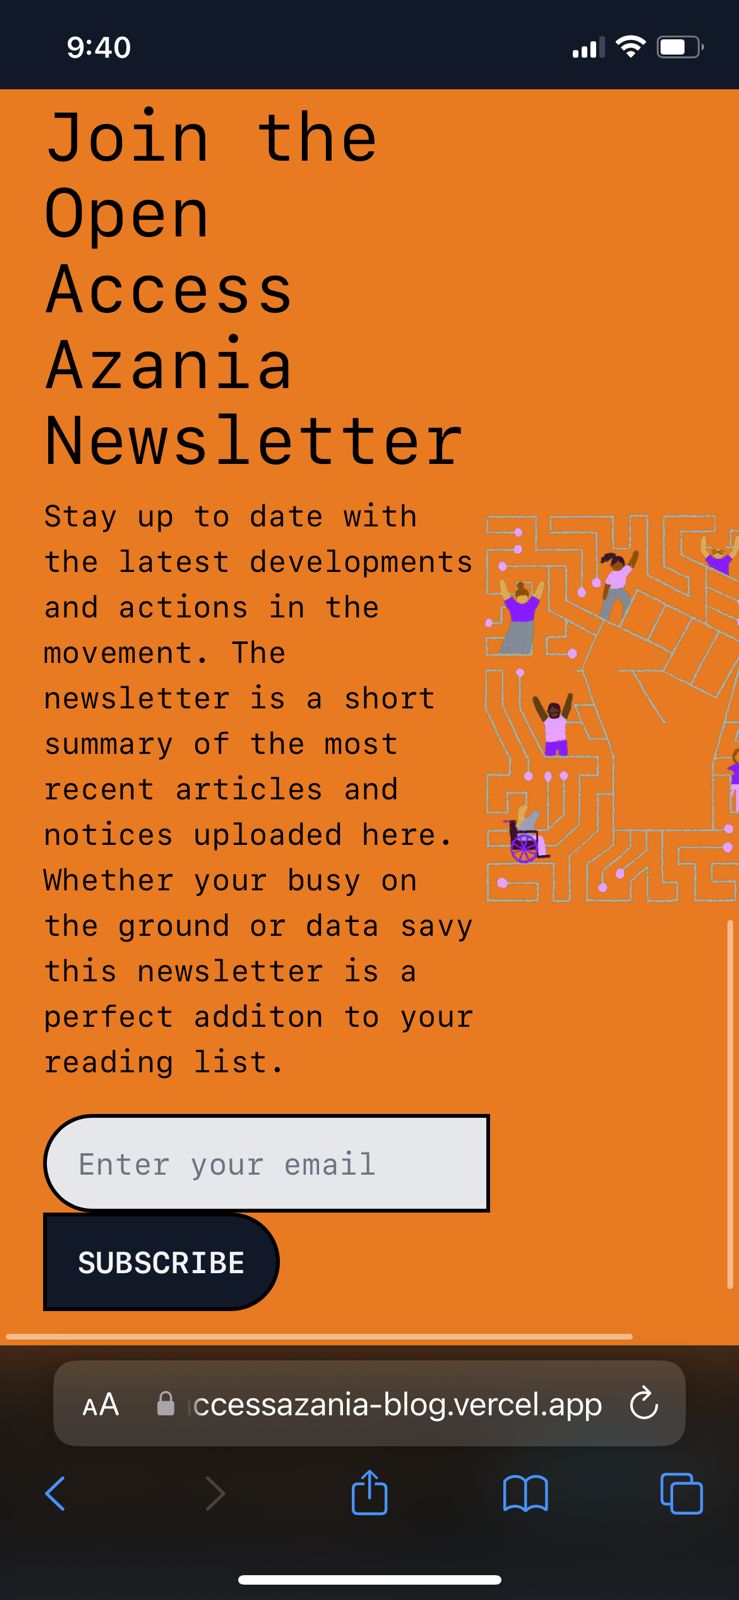 9:40
Join the
Open
Access
Azania
Newsletter
Stay up to date with
the latest developments
and actions in the
movement. The
newsletter is a short
summary of the most
recent articles and
notices uploaded here.
Whether your busy on
the ground or data savy
this newsletter is a
perfect additon to your
reading list.
Enter your email
SUBSCRIBE
AA ccessazania-blog.vercel.app